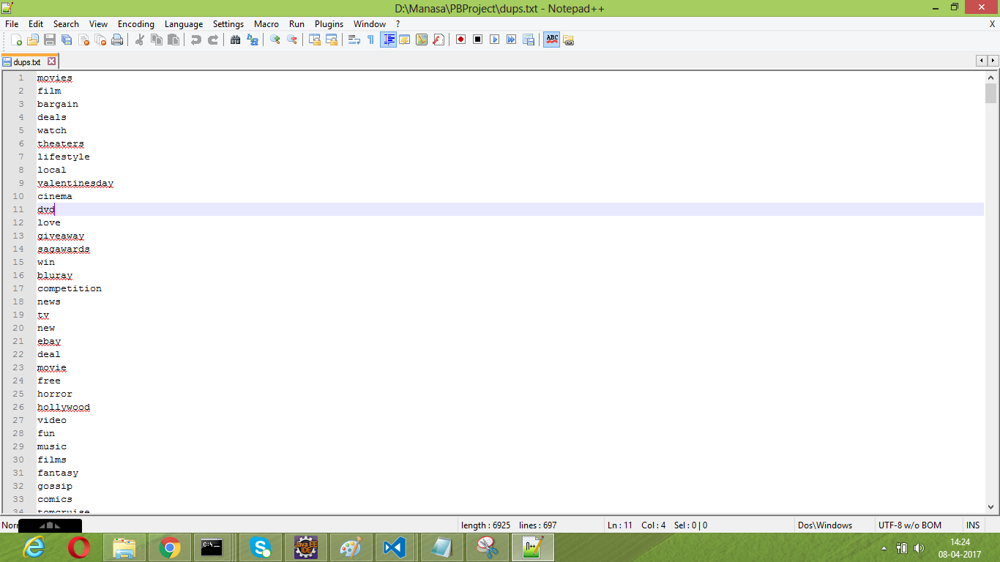 D:\Manasa\PBProject\dups.txt - Notepad++
File Edit Search View Encoding Language Settings Macro Run Plugins Window ? X
ABC
dups.txt
1 movies
2 film
3 bargain
4 deals
5 watch
6 theaters
7 lifestyle
8 local
9 valentinesday
10 cinema
11 dvd
12 love
13 giveaway
14 sagawards
15 win
16 bluray
17 competition
18 news
19 tv
20 new
21 ebay
22 deal
23 movie
24 free
25 horror
26 hollywood
27 video
28 fun
29 music
30 films
31 fantasy
32 gossip
33 comics
34 tomcruise
length : 6925 lines : 697 Ln : 11 Col : 4 Sel : 0 | 0 Dos\Windows UTF-8 w/o BOM INS
Java EE
IDE
14:24
08-04-2017